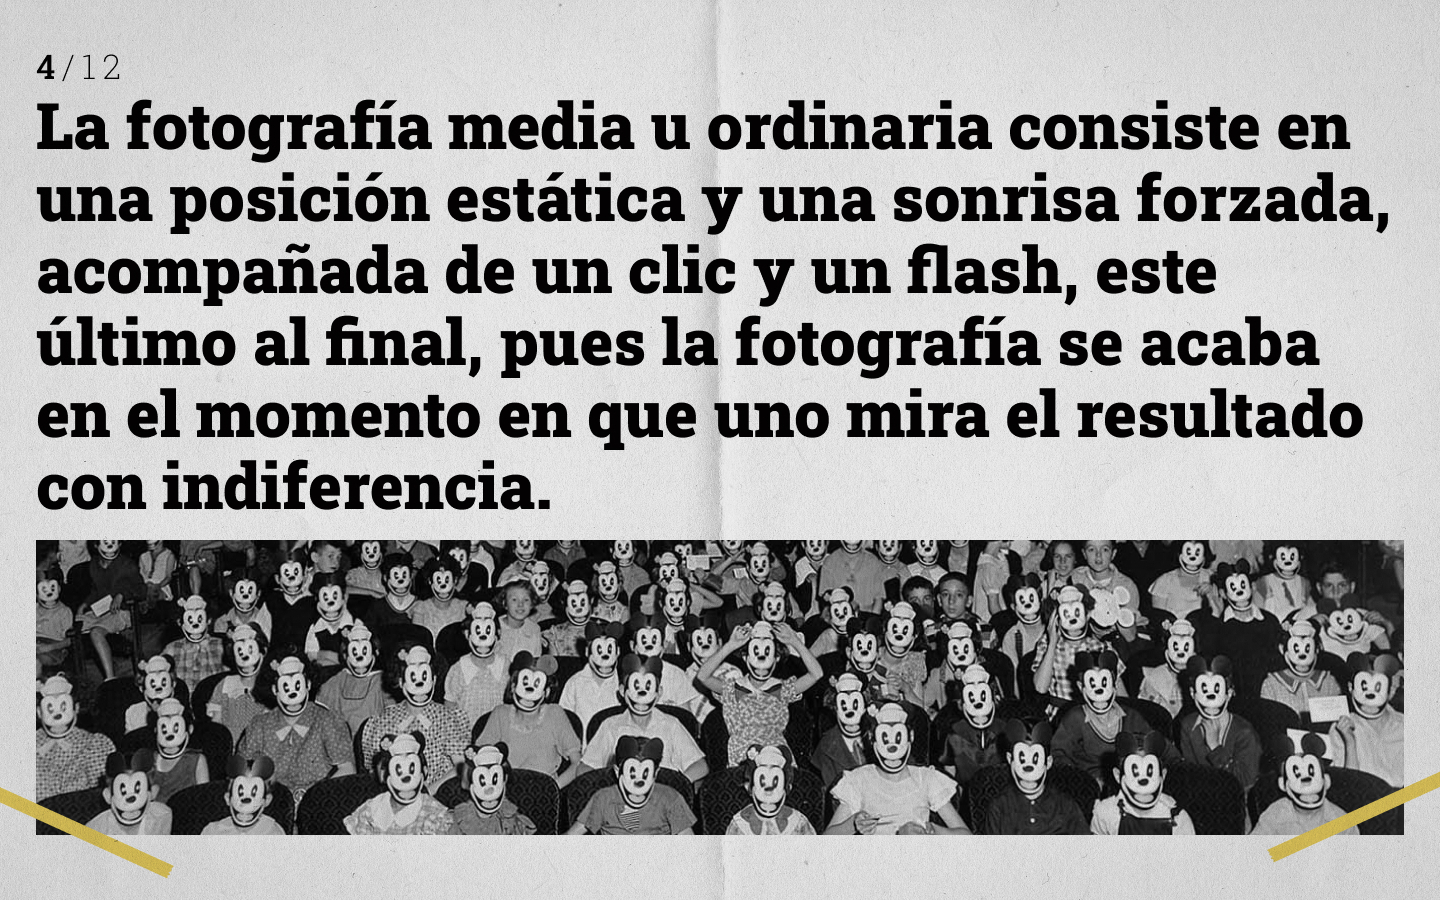 4/12
La fotografía media u ordinaria consiste en
una posición estática y una sonrisa forzada,
acompañada de un clic y un flash, este
último al final, pues la fotografía se acaba
en el momento en que uno mira el resultado
con indiferencia.